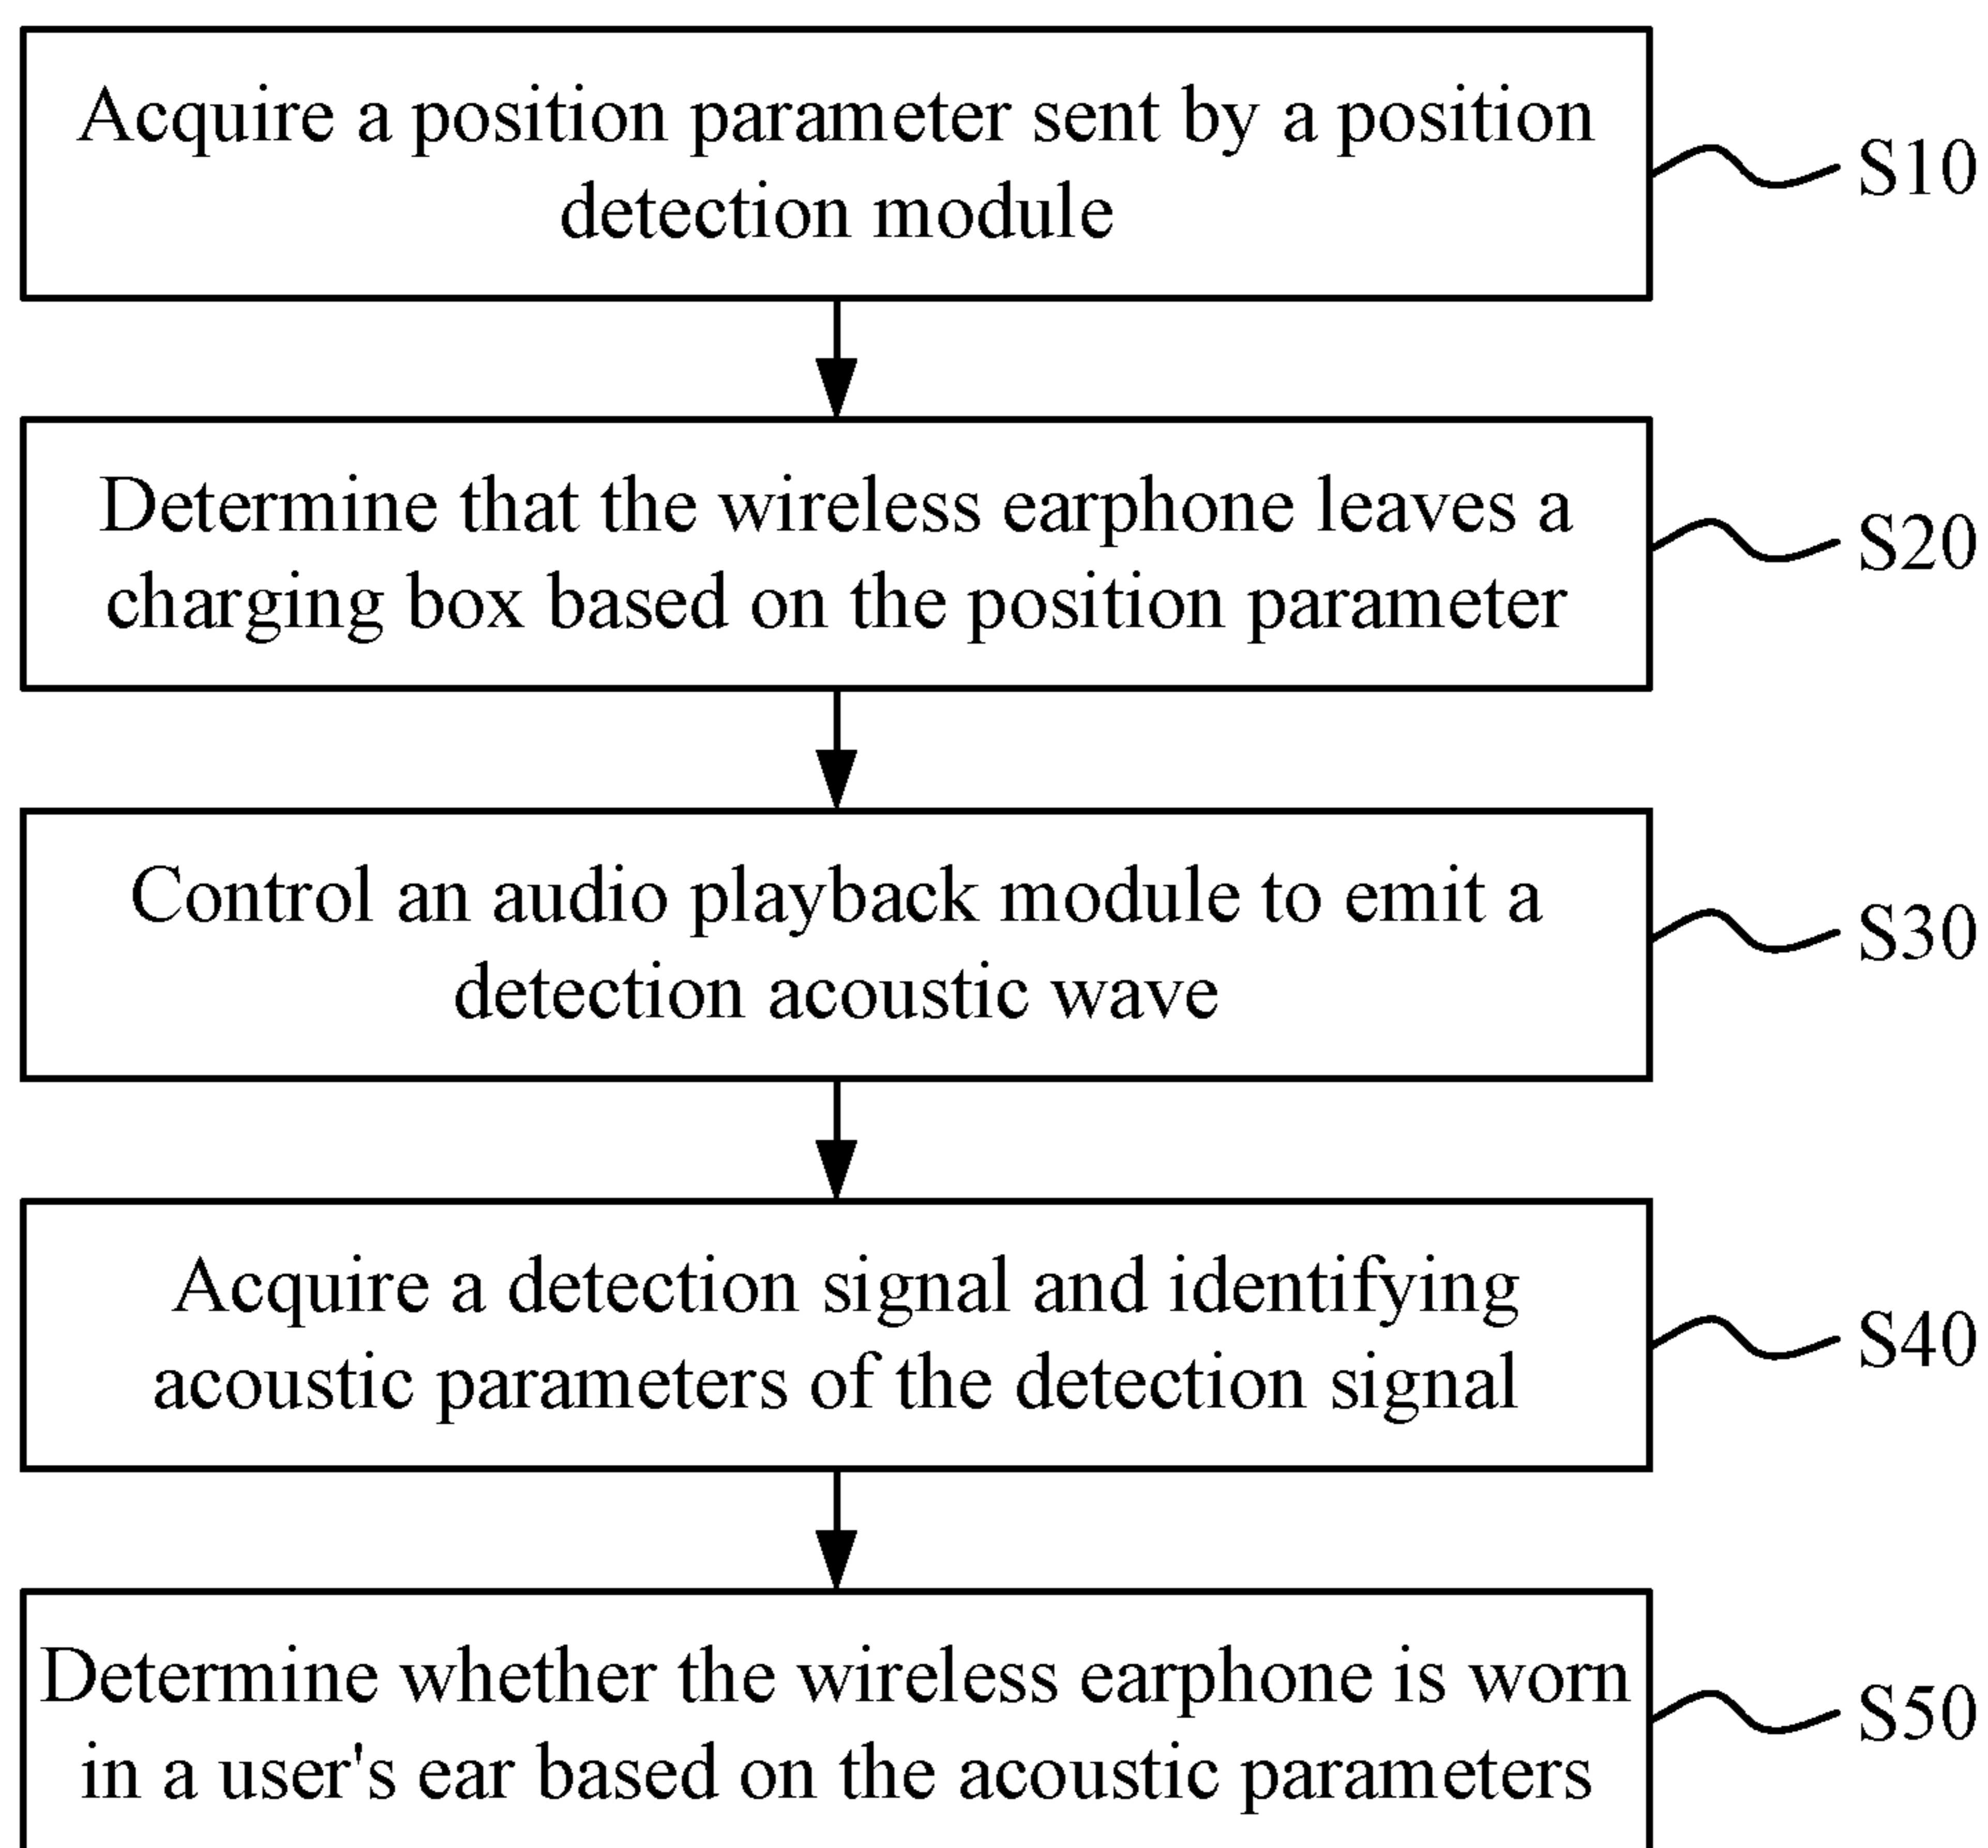 Acquire a position parameter sent by a position
detection module
S10
Determine that the wireless earphone leaves a
charging box based on the position parameter
S20
Control an audio playback module to emit a
detection acoustic wave
S30
Acquire a detection signal and identifying
acoustic parameters of the detection signal
S40
Determine whether the wireless earphone is worn
in a user's ear based on the acoustic parameters
S50